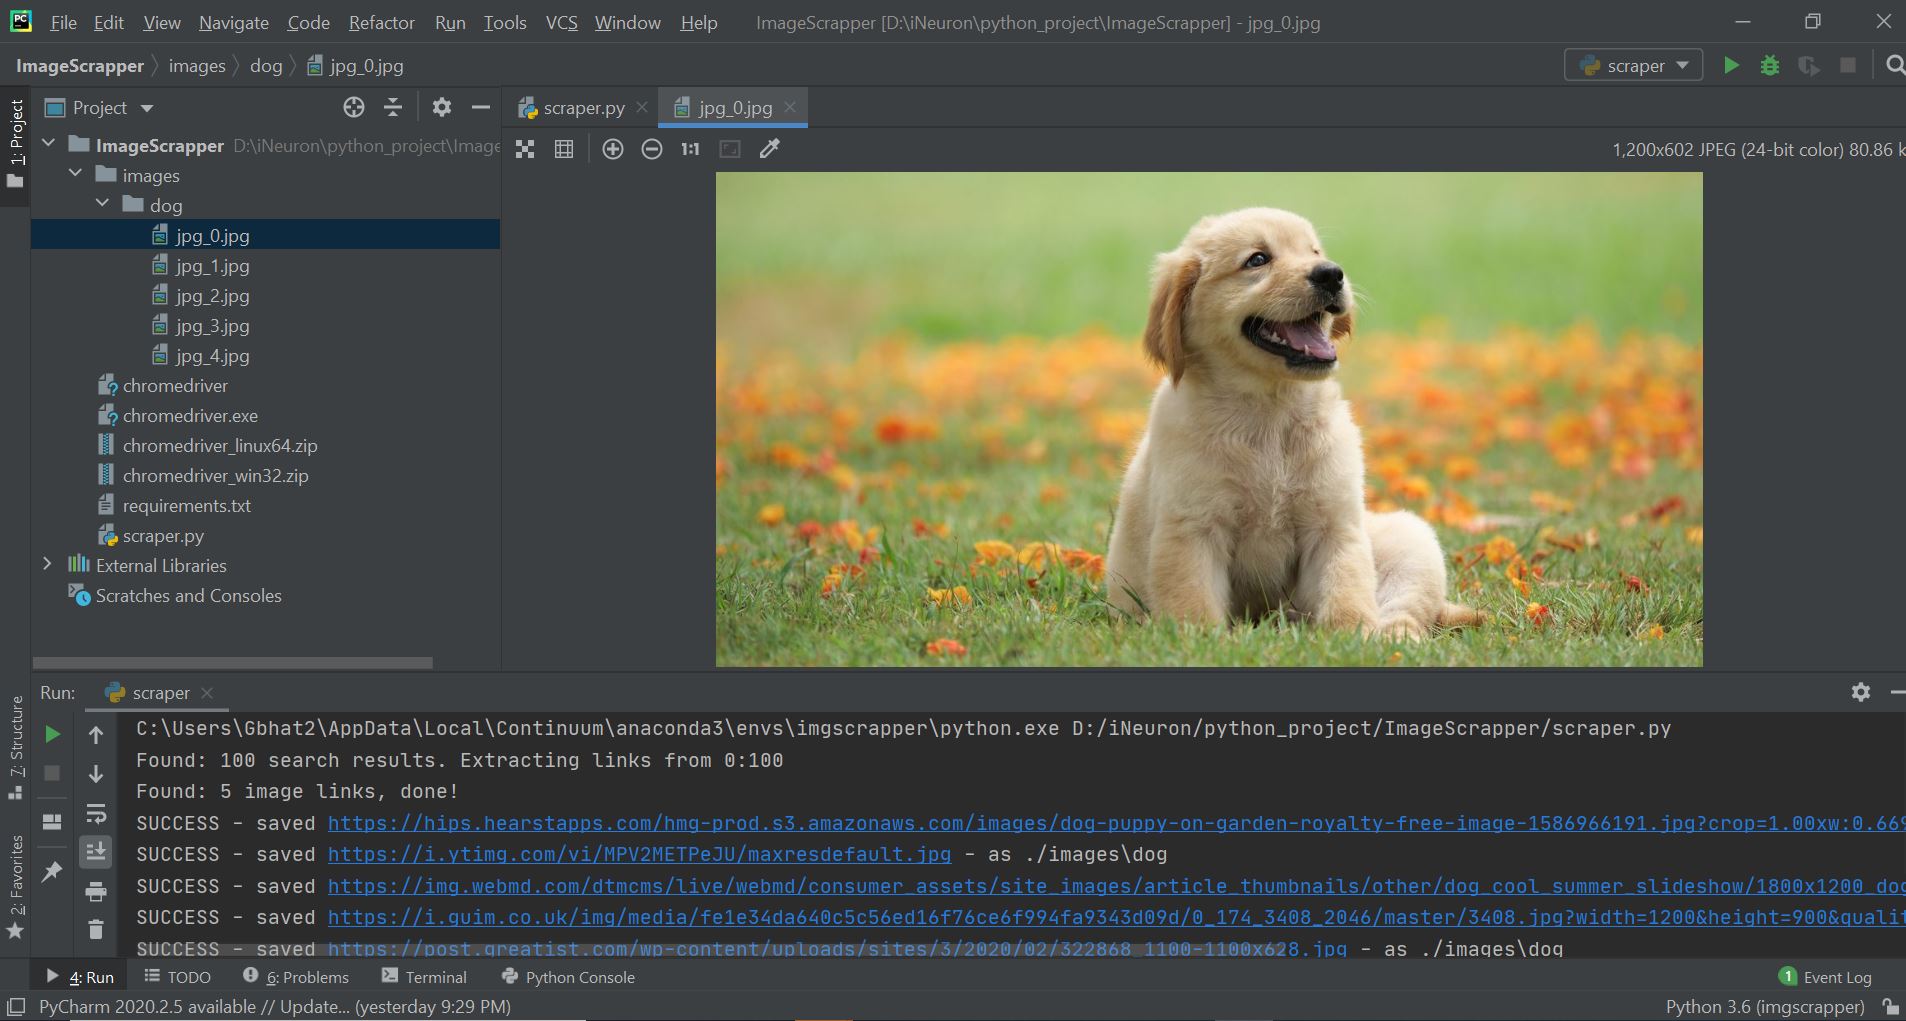 PC File Edit View Navigate Code Refactor Run Tools VCS Window Help ImageScrapper [D:\iNeuron\python_project\ImageScrapper] - jpg_0.jpg
ImageScrapper images dog jpg_0.jpg scraper
1: Project
Project
scraper.py jpg_0.jpg
1:1 1,200x602 JPEG (24-bit color) 80.86 k
ImageScrapper D:\iNeuron\python_project\Image
images
dog
jpg_0.jpg
jpg_1.jpg
jpg_2.jpg
jpg_3.jpg
jpg_4.jpg
chromedriver
chromedriver.exe
chromedriver_linux64.zip
chromedriver_win32.zip
requirements.txt
scraper.py
External Libraries
Scratches and Consoles
7: Structure
2: Favorites
Run: scraper
C:\Users\Gbhat2\AppData\Local\Continuum\anaconda3\envs\imgscrapper\python.exe D:/iNeuron/python_project/ImageScrapper/scraper.py
Found: 100 search results. Extracting links from 0:100
Found: 5 image links, done!
SUCCESS - saved https://hips.hearstapps.com/hmg-prod.s3.amazonaws.com/images/dog-puppy-on-garden-royalty-free-image-1586966191.jpg?crop=1.00xw:0.669
SUCCESS - saved https://i.ytimg.com/vi/MPV2METPeJU/maxresdefault.jpg - as ./images\dog
SUCCESS - saved https://img.webmd.com/dtmcms/live/webmd/consumer_assets/site_images/article_thumbnails/other/dog_cool_summer_slideshow/1800x1200_dog
SUCCESS - saved https://i.guim.co.uk/img/media/fe1e34da640c5c56ed16f76ce6f994fa9343d09d/0_174_3408_2046/master/3408.jpg?width=1200&height=900&qualit
SUCCESS - saved https://post.greatist.com/wp-content/uploads/sites/3/2020/02/322868_1100-1100x628.jpg - as ./images\dog
4: Run TODO 6: Problems Terminal Python Console 1 Event Log
PyCharm 2020.2.5 available // Update... (yesterday 9:29 PM) Python 3.6 (imgscrapper)